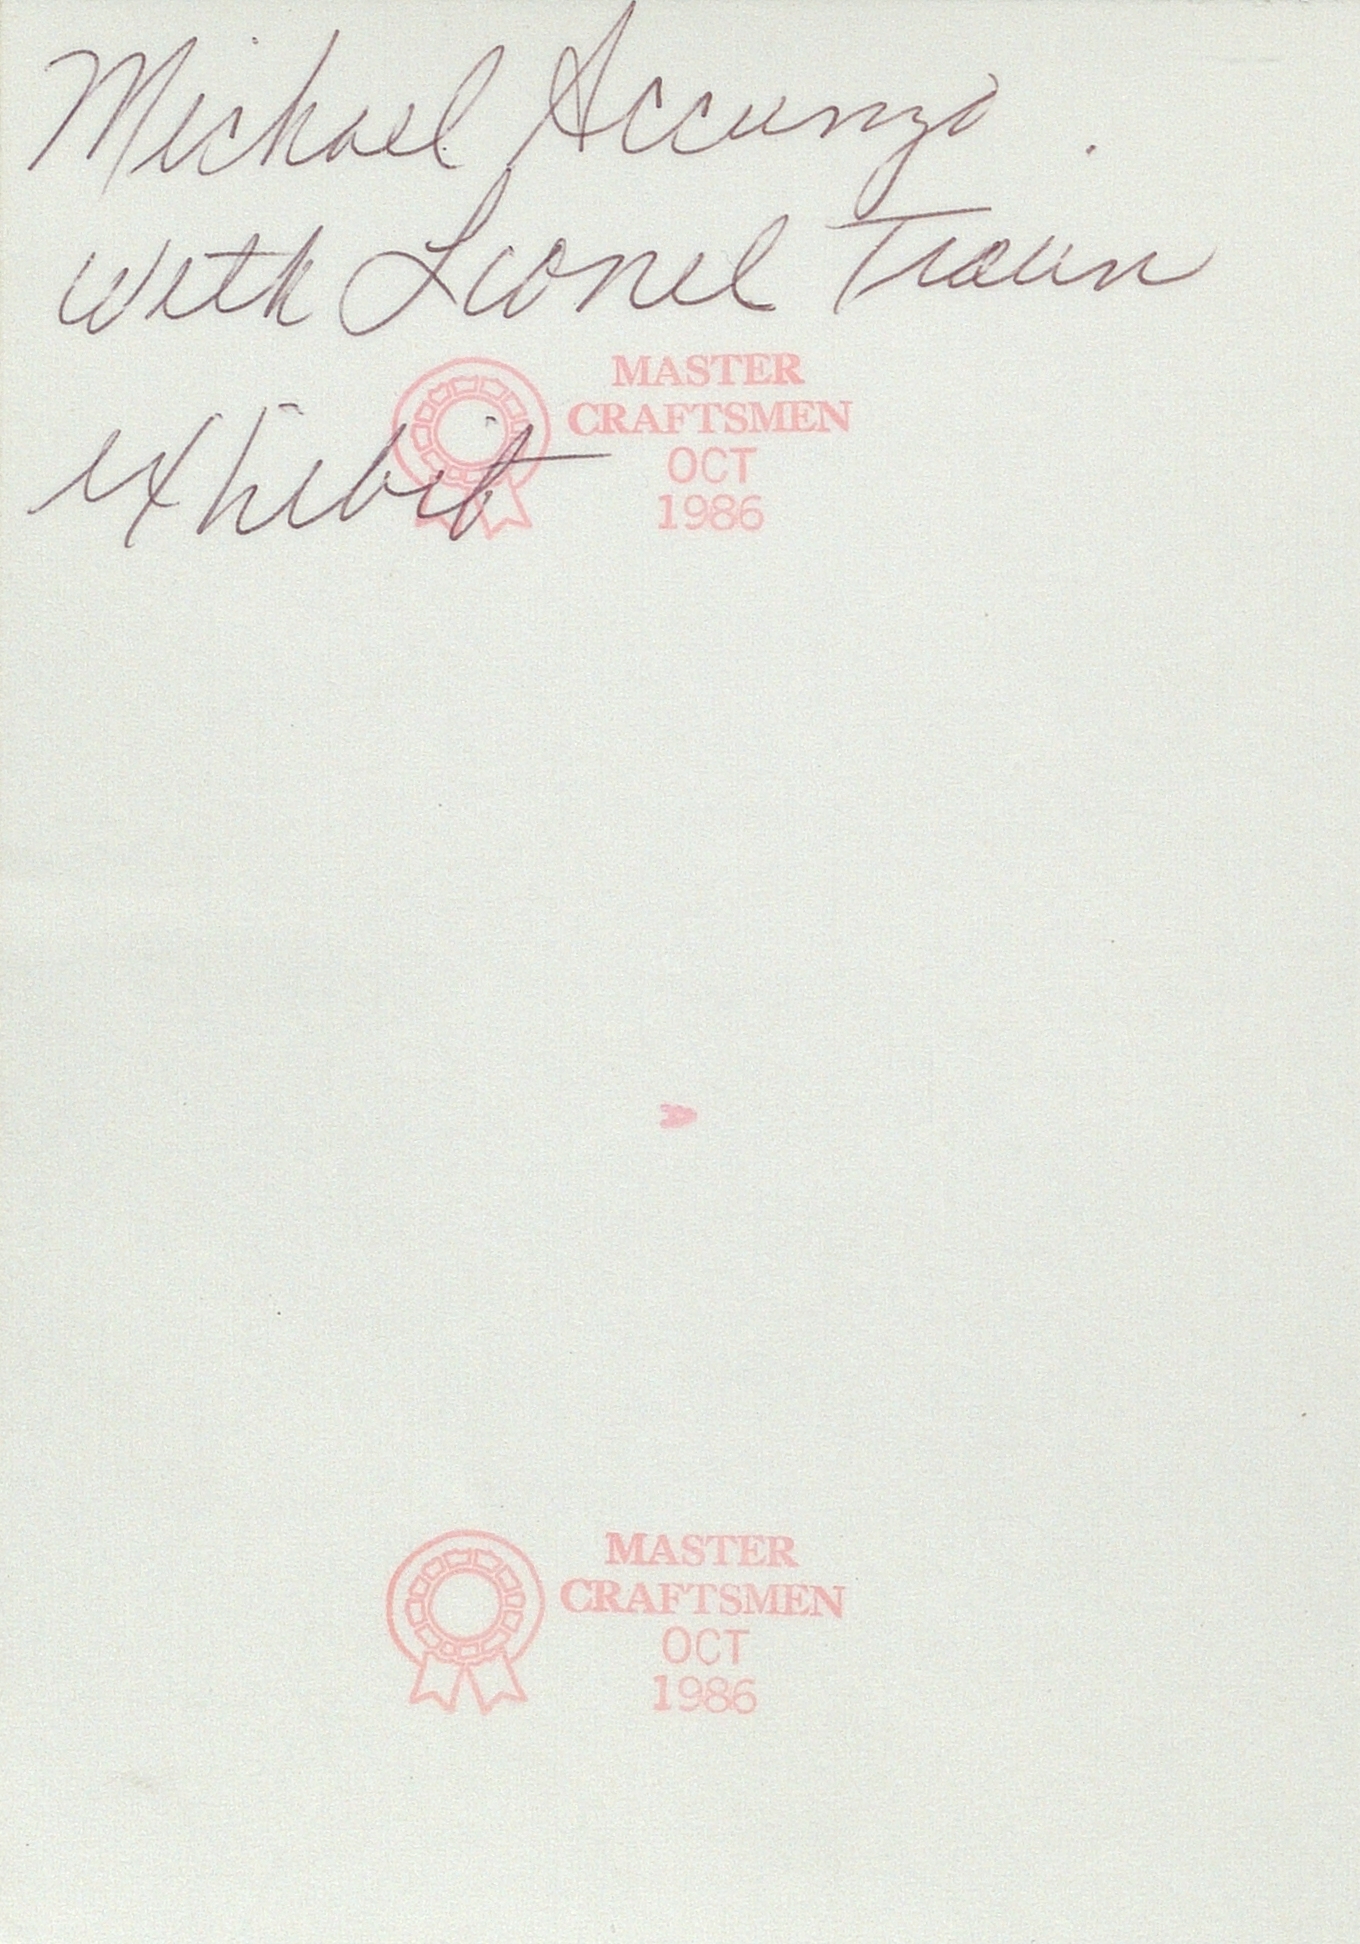 Michael Accunzo
with Lionel Train
exhibit
MASTER
CRAFTSMEN
OCT
1986
MASTER
CRAFTSMEN
OCT
1986